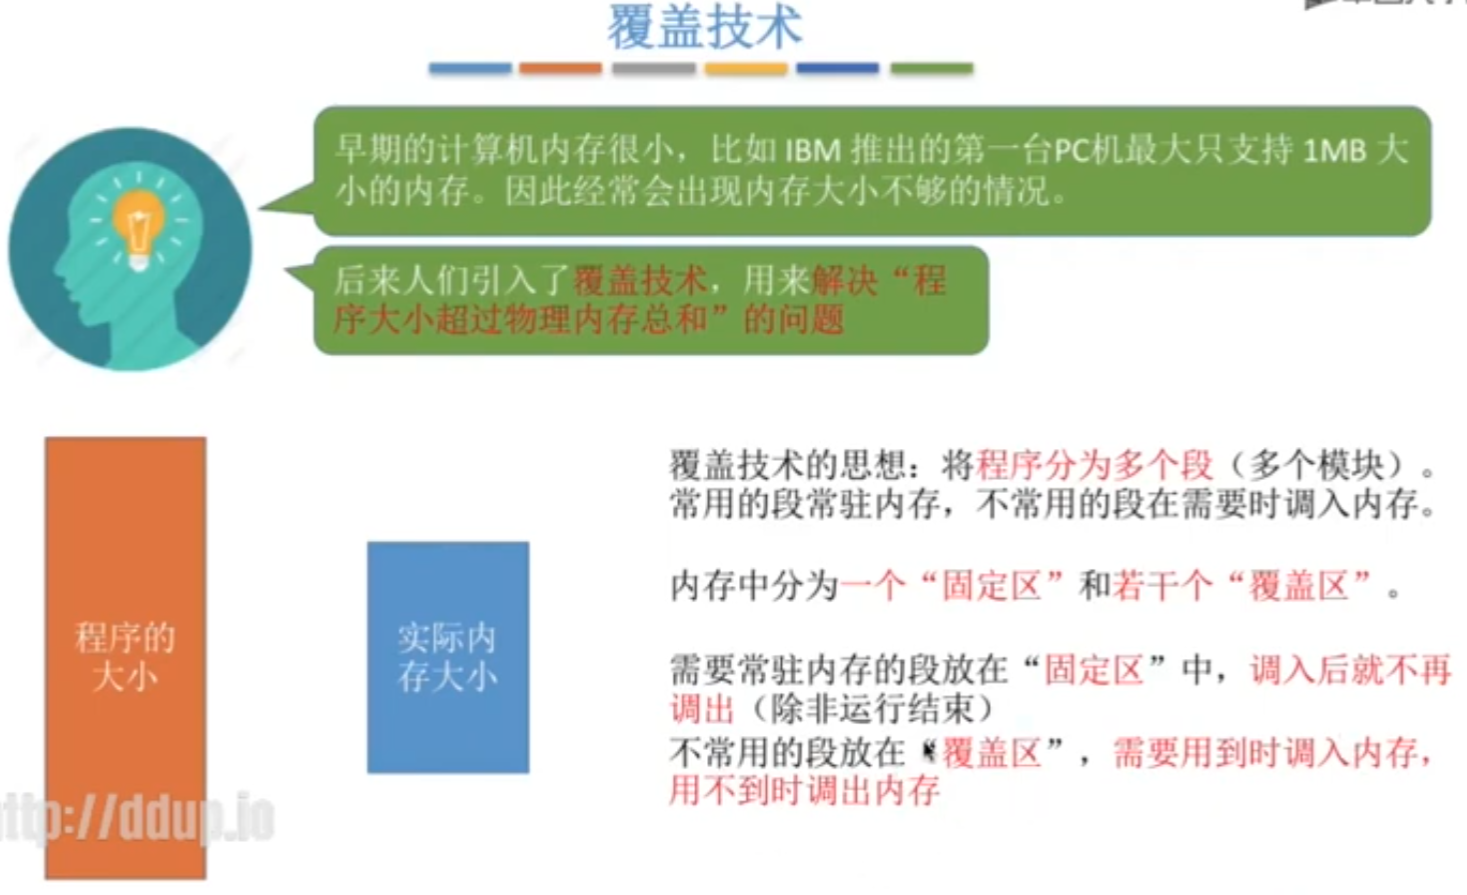 覆盖技术
早期的计算机内存很小，比如 IBM 推出的第一台PC机最大只支持 1MB 大
小的内存。因此经常会出现内存大小不够的情况。
后来人们引入了覆盖技术，用来解决“程
序大小超过物理内存总和”的问题
程序的
大小
实际内
存大小
覆盖技术的思想：将程序分为多个段（多个模块）。
常用的段常驻内存，不常用的段在需要时调入内存。
内存中分为一个“固定区”和若干个“覆盖区”。
需要常驻内存的段放在“固定区”中，调入后就不再
调出（除非运行结束）
不常用的段放在“覆盖区”，需要用到时调入内存，
用不到时调出内存
ttp://ddup.io